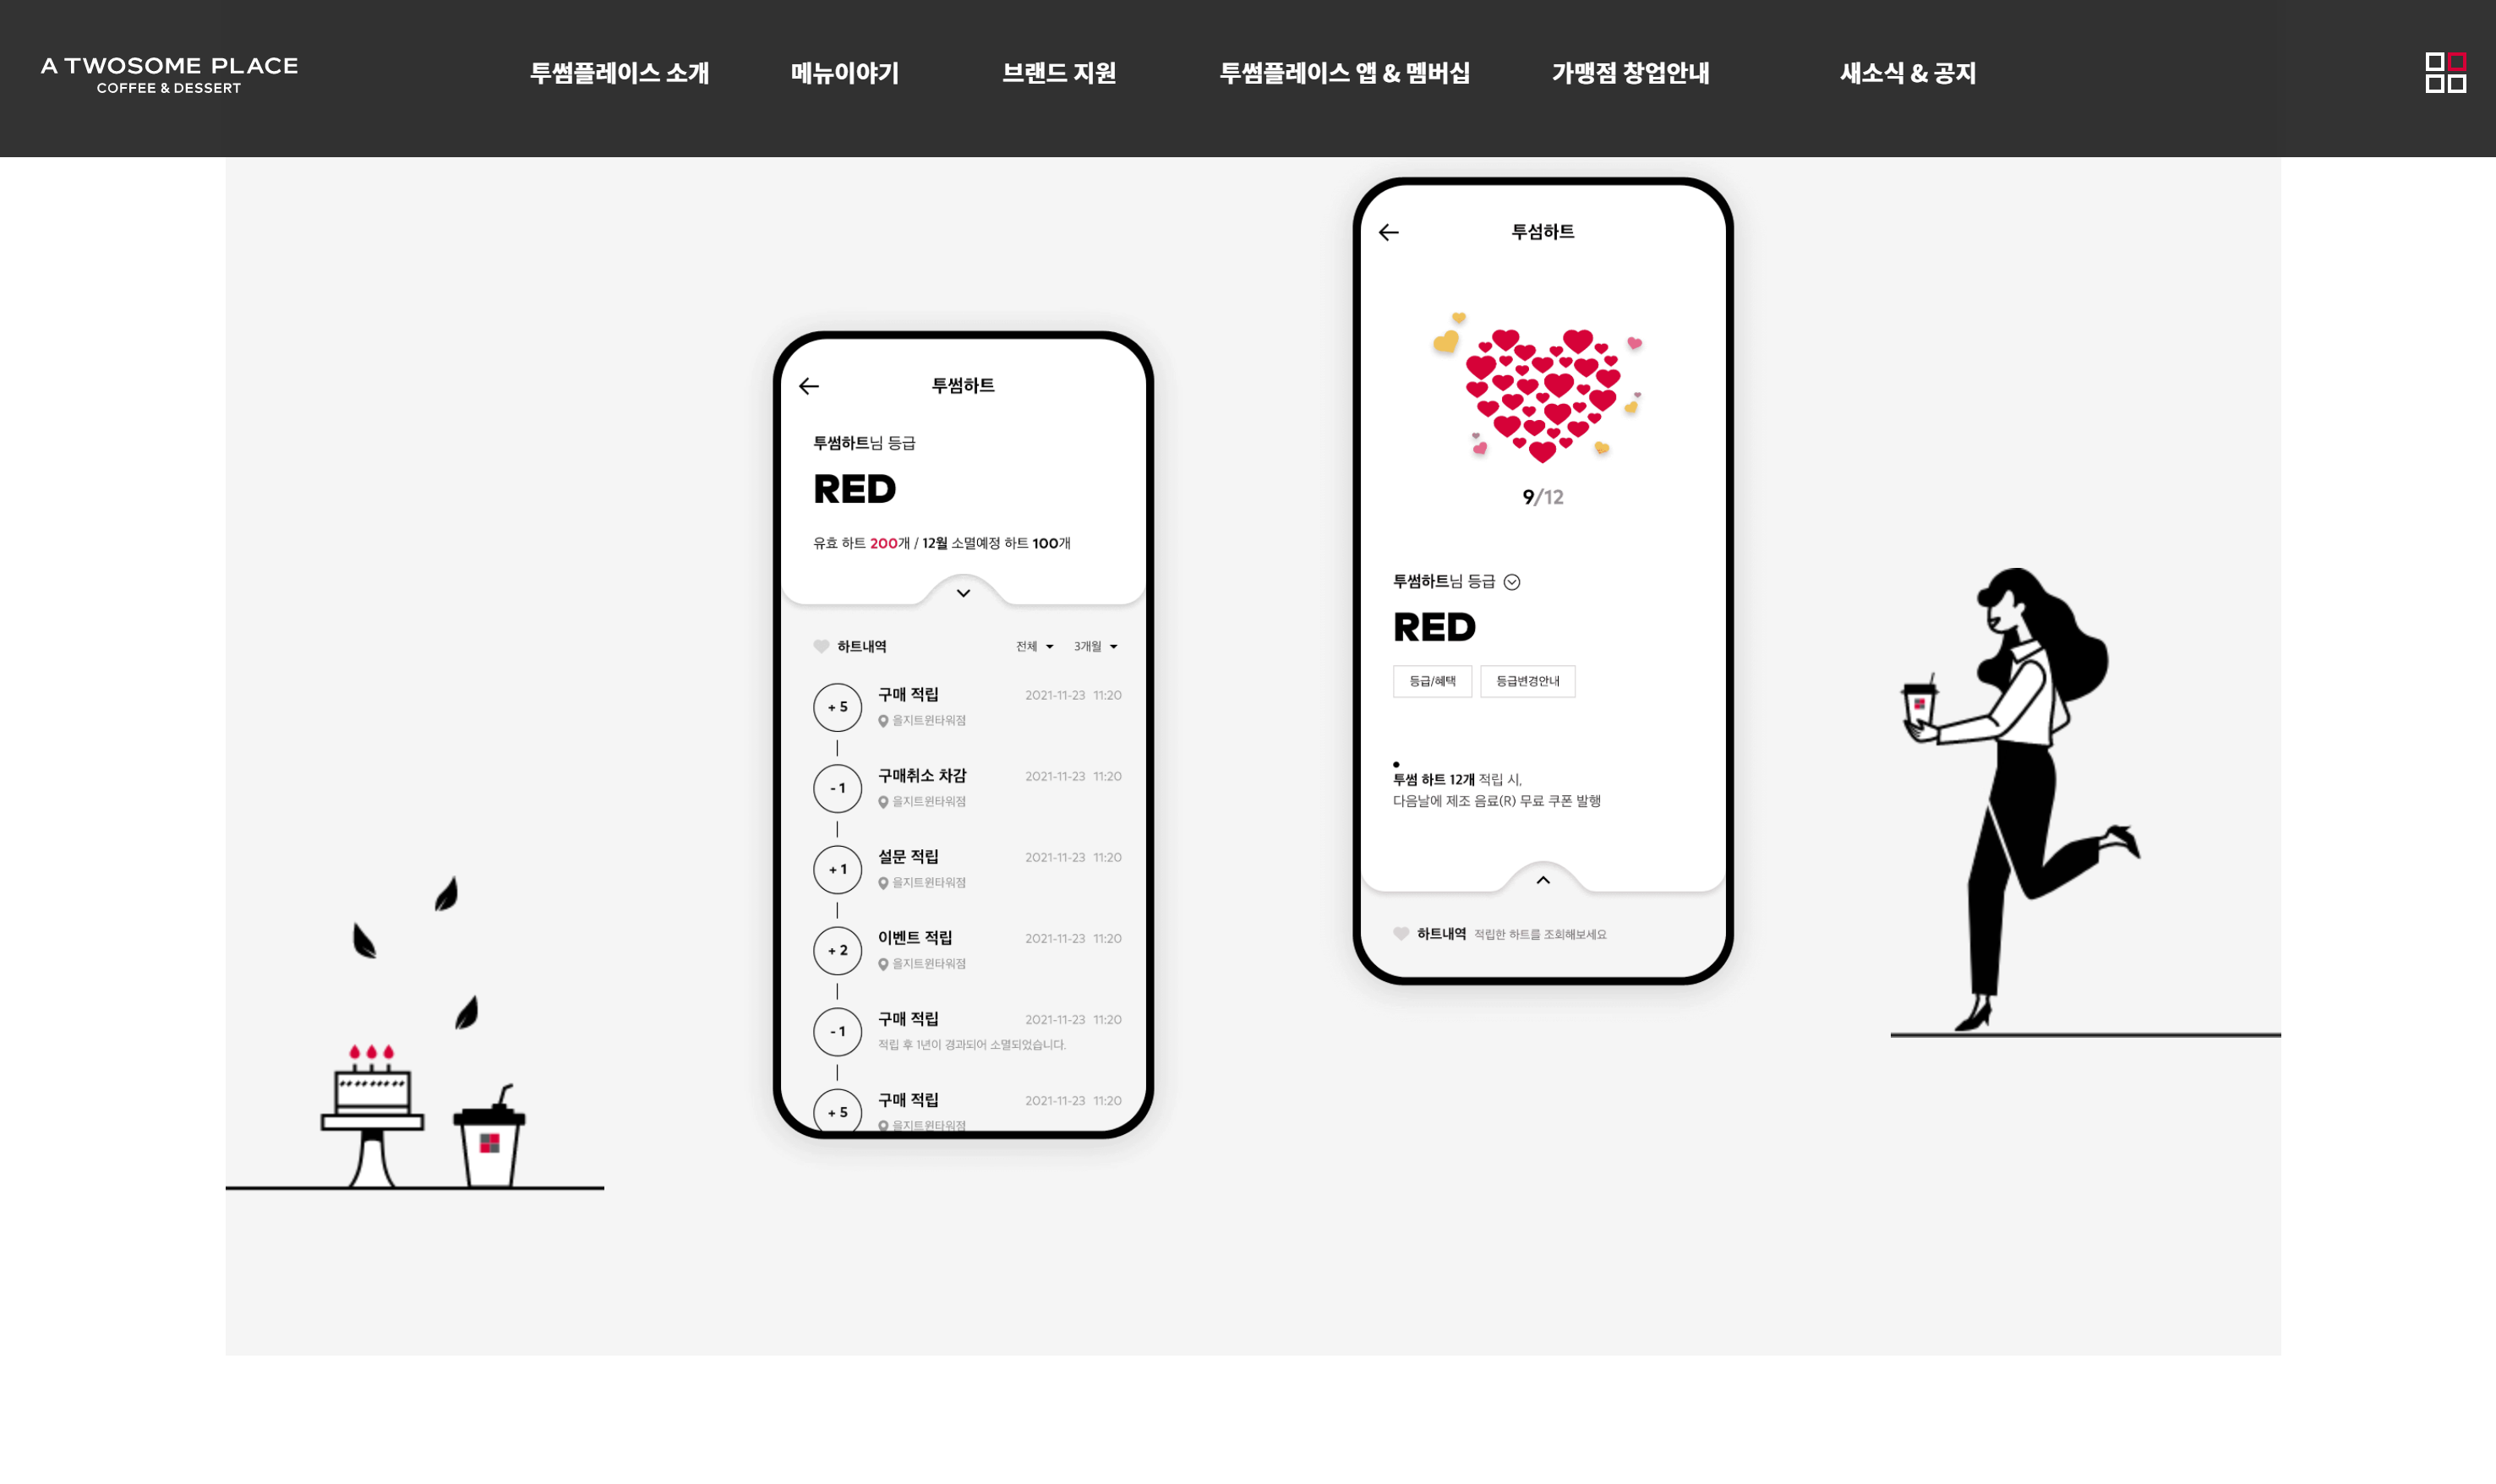 A TWOSOME PLACE
COFFEE & DESSERT
투썸플레이스 소개
메뉴이야기
브랜드 지원
투썸플레이스 앱 & 멤버십
가맹점 창업안내
새소식 & 공지
투썸하트
투썸하트님 등급
RED
유효 하트 200개 / 12월 소멸예정 하트 100개
하트내역 전체 3개월
+ 5 구매 적립 2021-11-23 11:20
을지트윈타워점
- 1 구매취소 차감 2021-11-23 11:20
을지트윈타워점
+ 1 설문 적립 2021-11-23 11:20
을지트윈타워점
+ 2 이벤트 적립 2021-11-23 11:20
을지트윈타워점
- 1 구매 적립 2021-11-23 11:20
적립 후 1년이 경과되어 소멸되었습니다.
+ 5 구매 적립 2021-11-23 11:20
을지트윈타워점
투섬하트
9/12
투썸하트님 등급
RED
등급/혜택 등급변경안내
투썸 하트 12개 적립 시,
다음날에 제조 음료(R) 무료 쿠폰 발행
하트내역 적립한 하트를 조회해보세요